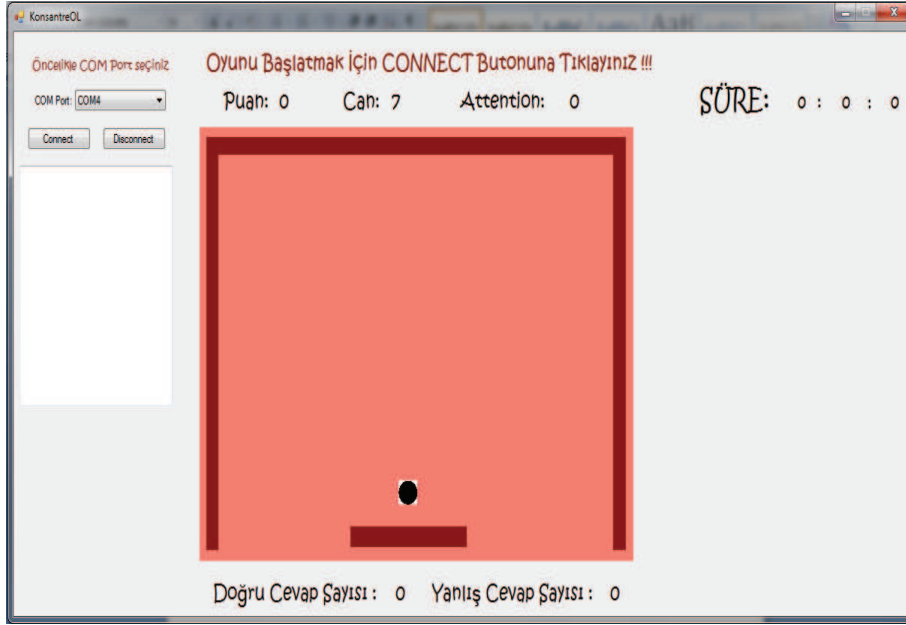 KonsantreOL
Öncelikle COM Port seçiniz
COM Port: COM4
Connect Disconnect
Oyunu Başlatmak İçin CONNECT Butonuna Tıklayınız !!!
Puan: 0 Can: 7 Attention: 0
SÜRE: 0 : 0 : 0
Doğru Cevap Sayısı : 0 Yanlış Cevap Sayısı : 0